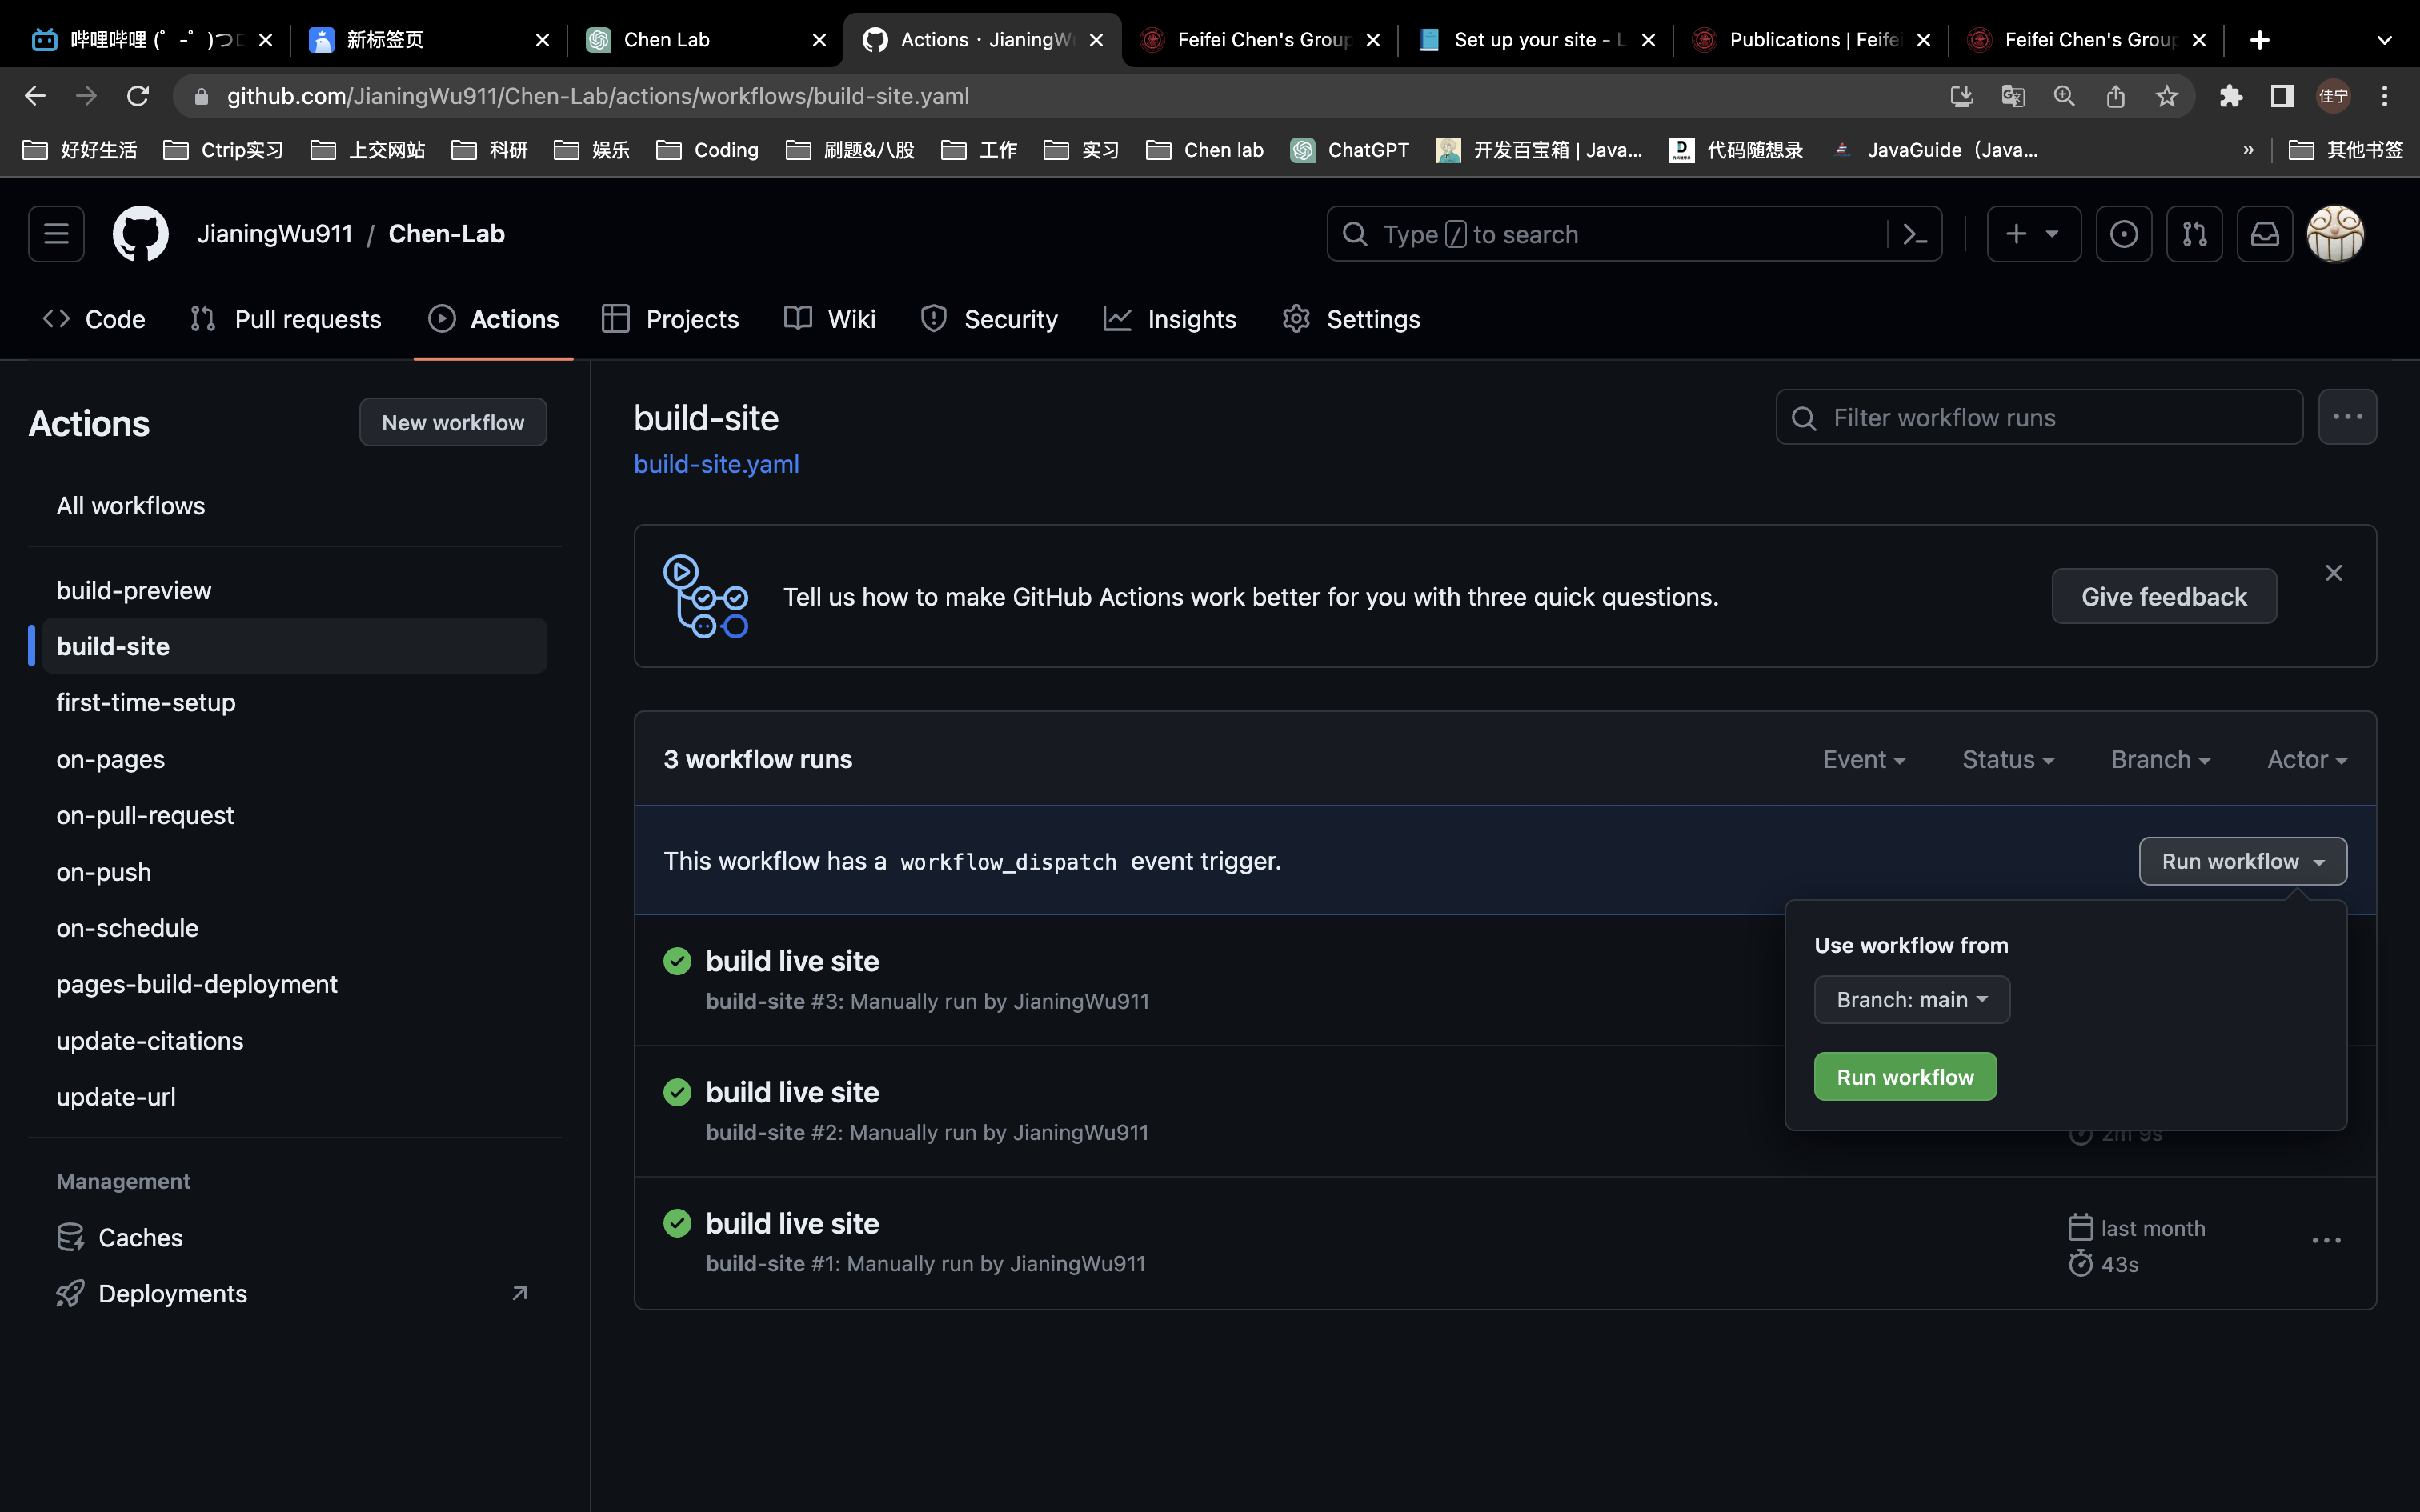 哔哩哔哩 (゜-゜)つロ
新标签页
Chen Lab
Actions · JianingWu
Feifei Chen's Group
Set up your site - L
Publications | Feifei
Feifei Chen's Group
github.com/JianingWu911/Chen-Lab/actions/workflows/build-site.yaml
佳宁
好好生活
Ctrip实习
上交网站
科研
娱乐
Coding
刷题&八股
工作
实习
Chen lab
ChatGPT
开发百宝箱 | Java...
代码随想录
JavaGuide（Java...
»
其他书签
JianingWu911 / Chen-Lab
Type / to search
Code
Pull requests
Actions
Projects
Wiki
Security
Insights
Settings
Actions
New workflow
All workflows
build-preview
build-site
first-time-setup
on-pages
on-pull-request
on-push
on-schedule
pages-build-deployment
update-citations
update-url
Management
Caches
Deployments
build-site
build-site.yaml
Filter workflow runs
Tell us how to make GitHub Actions work better for you with three quick questions.
Give feedback
3 workflow runs
Event
Status
Branch
Actor
This workflow has a workflow_dispatch event trigger.
Run workflow
Use workflow from
Branch: main
Run workflow
build live site
build-site #3: Manually run by JianingWu911
build live site
build-site #2: Manually run by JianingWu911
2m 9s
build live site
build-site #1: Manually run by JianingWu911
last month
43s